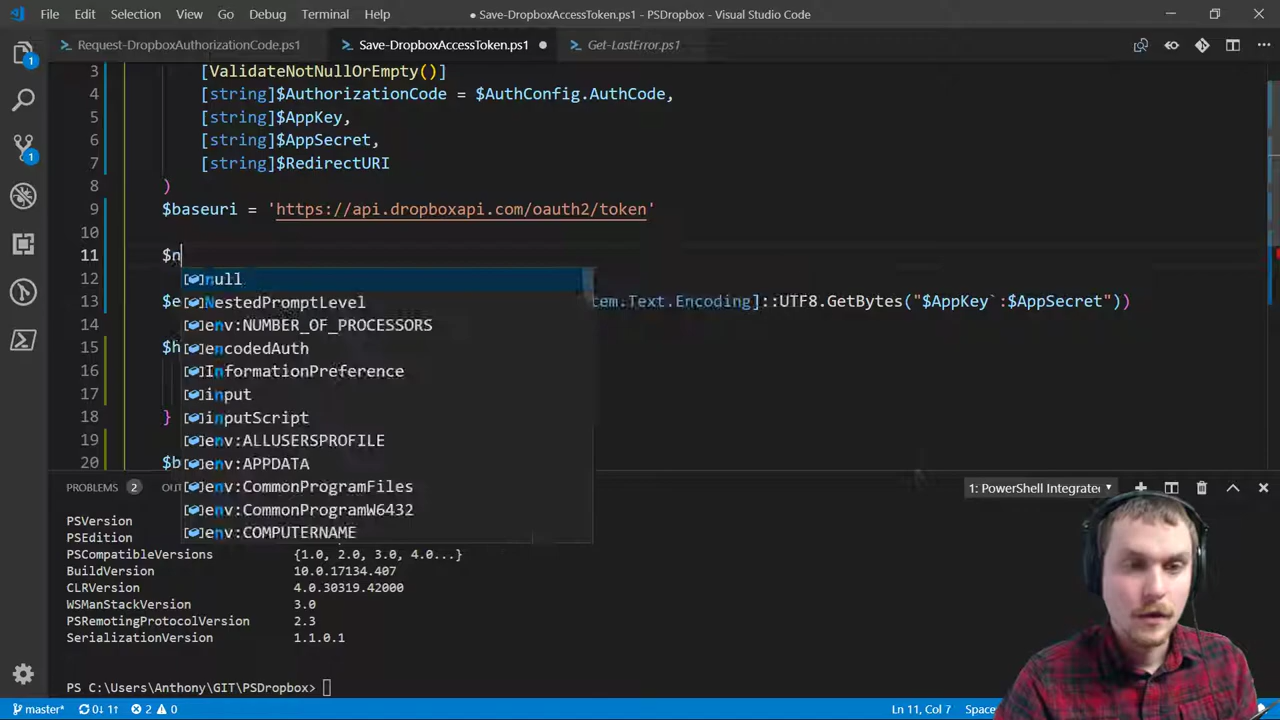 File Edit Selection View Go Debug Terminal Help
● Save-DropboxAccessToken.ps1 - PSDropbox - Visual Studio Code
Request-DropboxAuthorizationCode.ps1 Save-DropboxAccessToken.ps1 Get-LastError.ps1
3 [ValidateNotNullOrEmpty()]
4 [string]$AuthorizationCode = $AuthConfig.AuthCode,
5 [string]$AppKey,
6 [string]$AppSecret,
7 [string]$RedirectURI
8 )
9 $baseuri = 'https://api.dropboxapi.com/oauth2/token'
10
11 $n
12 null
13 $e NestedPromptLevel tem.Text.Encoding]::UTF8.GetBytes("$AppKey`:$AppSecret"))
14 env:NUMBER_OF_PROCESSORS
15 $h encodedAuth
16 InformationPreference
17 input
18 } inputScript
19 env:ALLUSERSPROFILE
20 $b env:APPDATA
PROBLEMS 2 OU env:CommonProgramFiles 1: PowerShell Integrate
env:CommonProgramW6432
PSVersion env:COMPUTERNAME
PSEdition
PSCompatibleVersions {1.0, 2.0, 3.0, 4.0...}
BuildVersion 10.0.17134.407
CLRVersion 4.0.30319.42000
WSManStackVersion 3.0
PSRemotingProtocolVersion 2.3
SerializationVersion 1.1.0.1
PS C:\Users\Anthony\GIT\PSDropbox>
master* 0↓ 1↑ 2 0 Ln 11, Col 7 Space